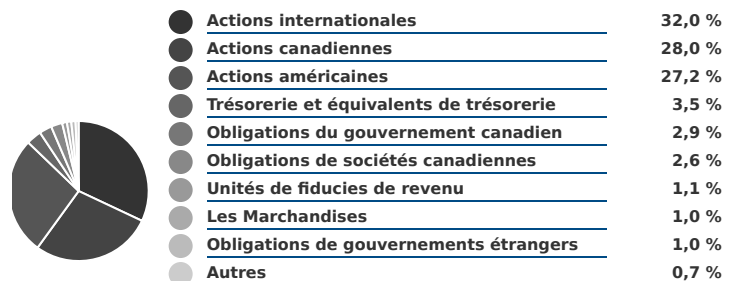 Actions internationales 32,0 %
Actions canadiennes 28,0 %
Actions américaines 27,2 %
Trésorerie et équivalents de trésorerie 3,5 %
Obligations du gouvernement canadien 2,9 %
Obligations de sociétés canadiennes 2,6 %
Unités de fiducies de revenu 1,1 %
Les Marchandises 1,0 %
Obligations de gouvernements étrangers 1,0 %
Autres 0,7 %